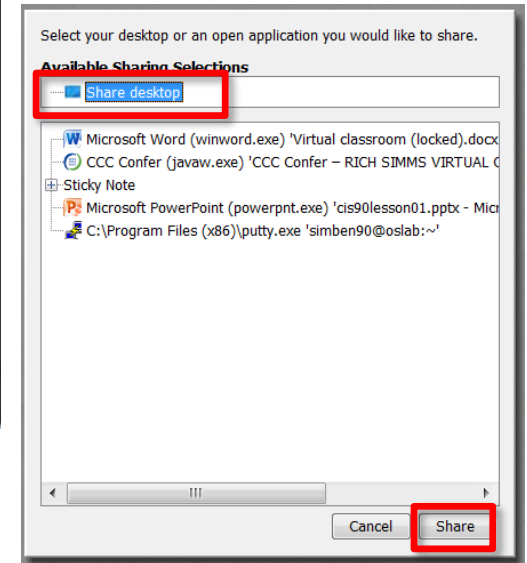 Select your desktop or an open application you would like to share.
Available Sharing Selections
Share desktop
Microsoft Word (winword.exe) 'Virtual classroom (locked).docx
CCC Confer (javaw.exe) 'CCC Confer – RICH SIMMS VIRTUAL
Sticky Note
Microsoft PowerPoint (powerpnt.exe) 'cis90lesson01.pptx - Micr
C:\Program Files (x86)\putty.exe 'simben90@oslab:~'
Cancel Share